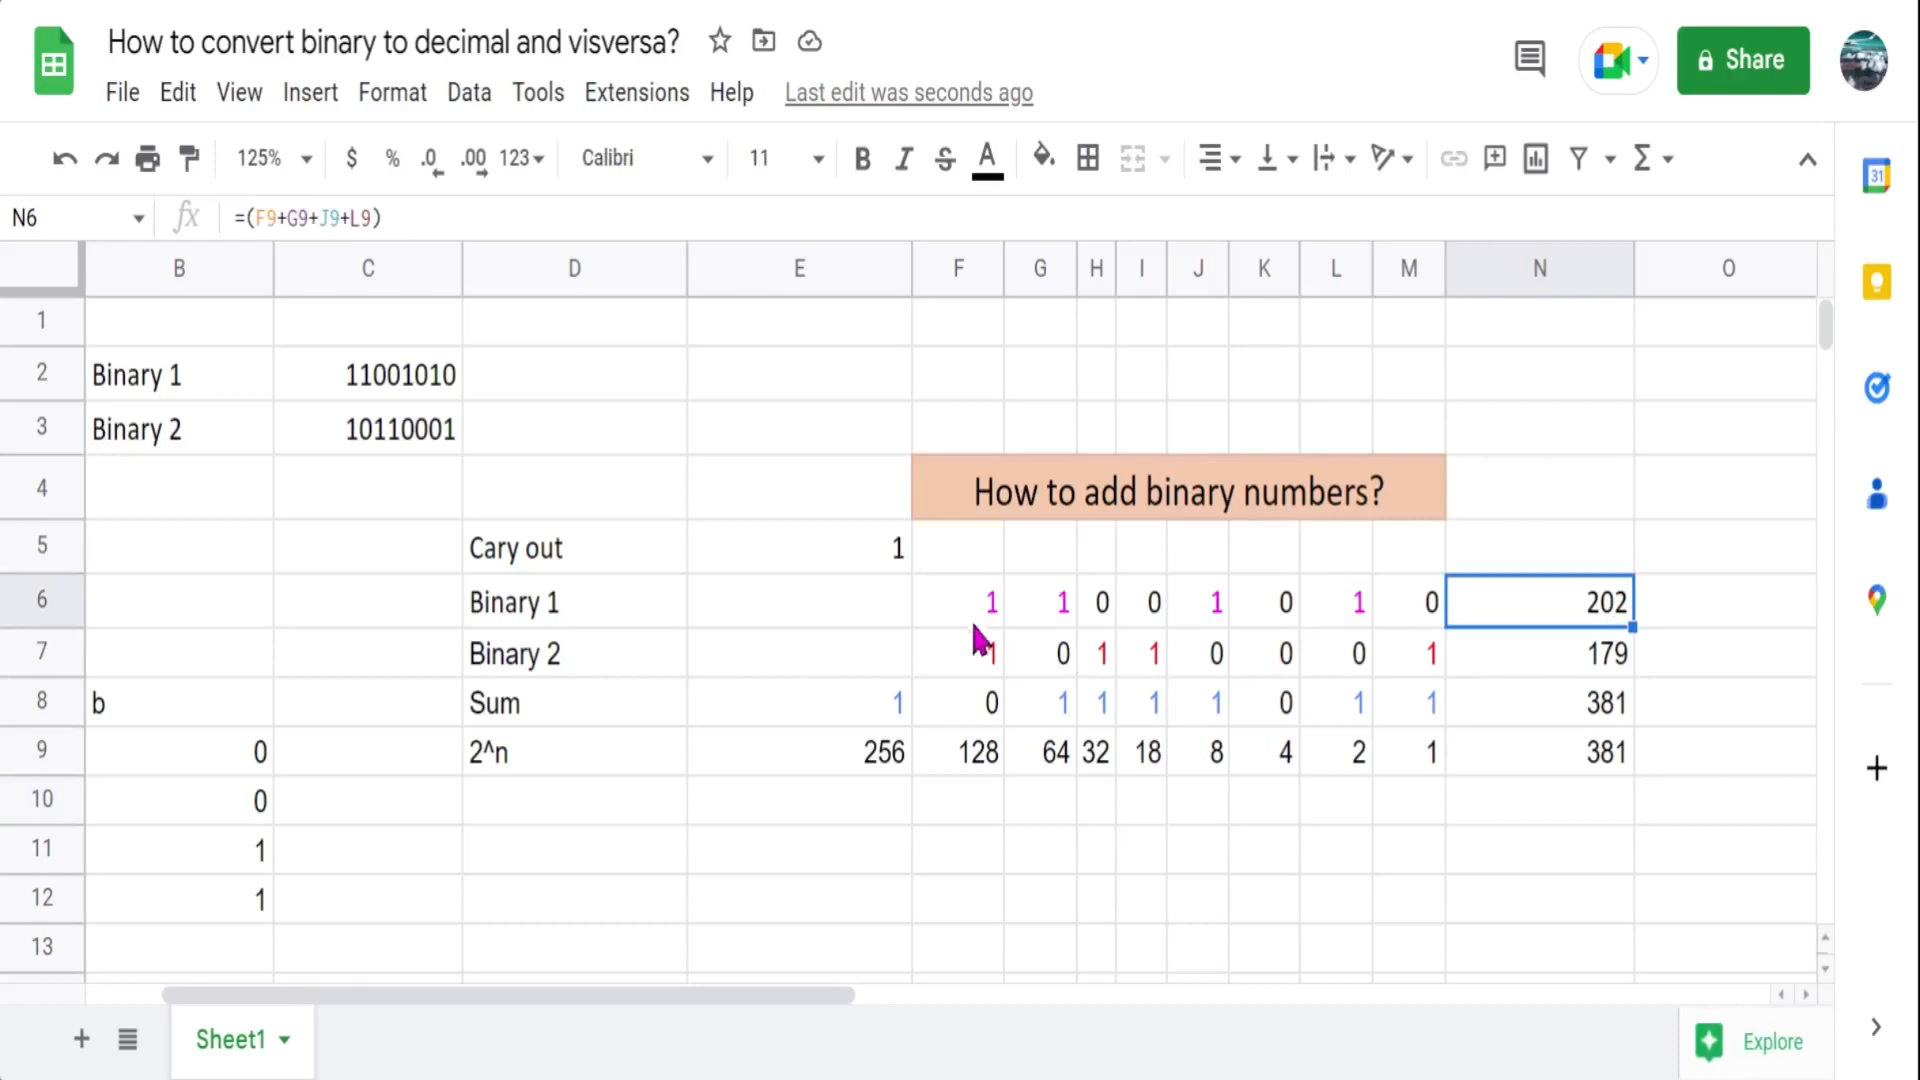 How to convert binary to decimal and visversa?
File Edit View Insert Format Data Tools Extensions Help Last edit was seconds ago
Share
125% $ % .0 .00 123 Calibri 11 B I S A
31
N6 fx =(F9+G9+J9+L9)
B C D E F G H I J K L M N O
1
2 Binary 1 11001010
3 Binary 2 10110001
4 How to add binary numbers?
5 Cary out 1
6 Binary 1 1 1 0 0 1 0 1 0 202
7 Binary 2 1 0 1 1 0 0 0 1 179
8 b Sum 1 0 1 1 1 1 0 1 1 381
9 0 2^n 256 128 64 32 18 8 4 2 1 381
10 0
11 1
12 1
13
Sheet1
Explore